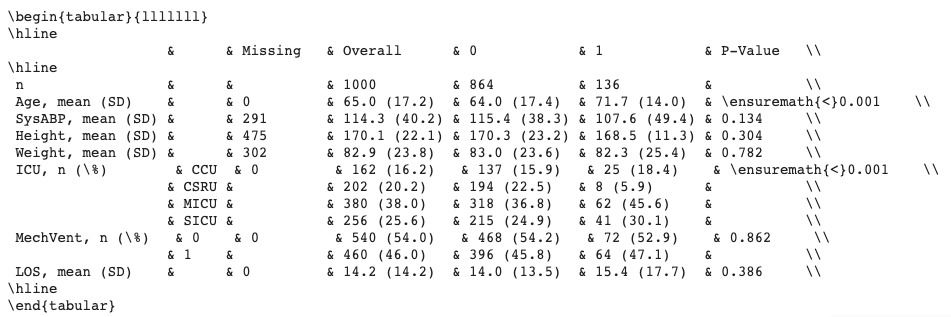 \begin{tabular}{lllllll}
\hline
                   &      & Missing   & Overall      & 0            & 1            & P-Value   \\
\hline
 n                 &      &           & 1000         & 864          & 136          &           \\
 Age, mean (SD)    &      & 0         & 65.0 (17.2)  & 64.0 (17.4)  & 71.7 (14.0)  & \ensuremath{<}0.001    \\
 SysABP, mean (SD) &      & 291       & 114.3 (40.2) & 115.4 (38.3) & 107.6 (49.4) & 0.134     \\
 Height, mean (SD) &      & 475       & 170.1 (22.1) & 170.3 (23.2) & 168.5 (11.3) & 0.304     \\
 Weight, mean (SD) &      & 302       & 82.9 (23.8)  & 83.0 (23.6)  & 82.3 (25.4)  & 0.782     \\
 ICU, n (\%)        & CCU  & 0         & 162 (16.2)   & 137 (15.9)   & 25 (18.4)    & \ensuremath{<}0.001    \\
                   & CSRU &           & 202 (20.2)   & 194 (22.5)   & 8 (5.9)      &           \\
                   & MICU &           & 380 (38.0)   & 318 (36.8)   & 62 (45.6)    &           \\
                   & SICU &           & 256 (25.6)   & 215 (24.9)   & 41 (30.1)    &           \\
 MechVent, n (\%)   & 0    & 0         & 540 (54.0)   & 468 (54.2)   & 72 (52.9)    & 0.862     \\
                   & 1    &           & 460 (46.0)   & 396 (45.8)   & 64 (47.1)    &           \\
 LOS, mean (SD)    &      & 0         & 14.2 (14.2)  & 14.0 (13.5)  & 15.4 (17.7)  & 0.386     \\
\hline
\end{tabular}